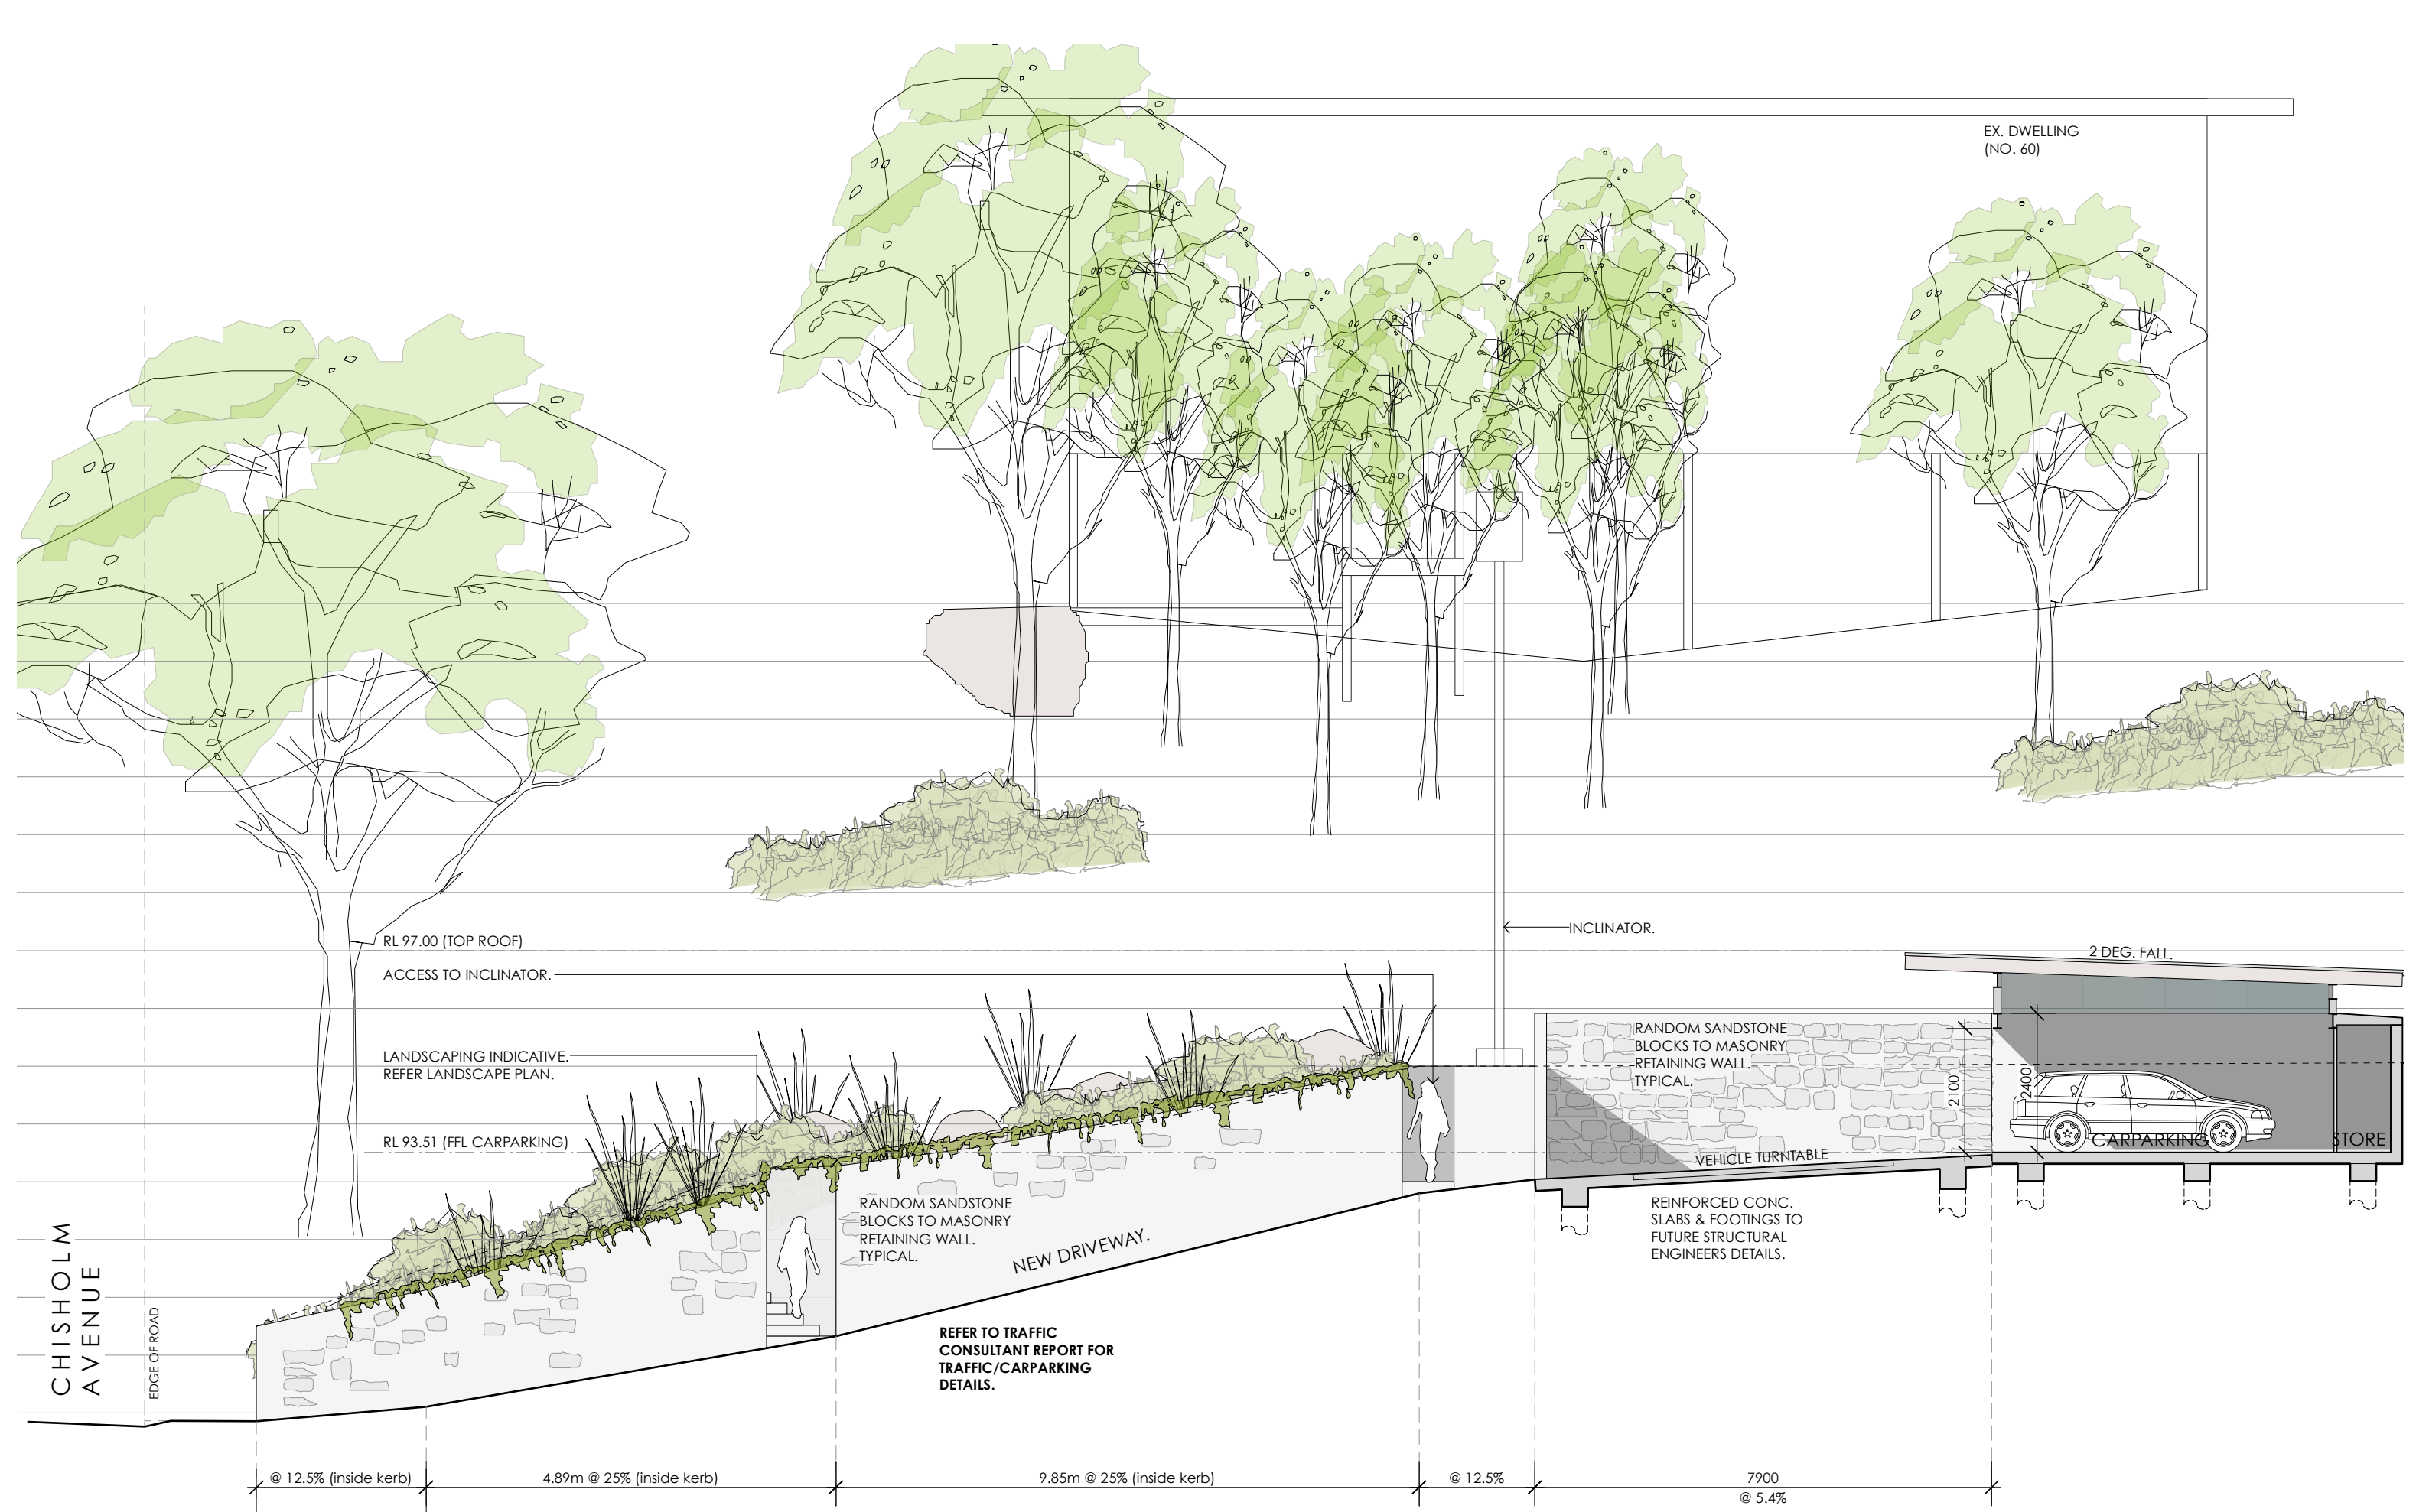 EX. DWELLING
(NO. 60)
INCLINATOR.
RL 97.00 (TOP ROOF)
2 DEG. FALL.
ACCESS TO INCLINATOR.
RANDOM SANDSTONE
BLOCKS TO MASONRY
RETAINING WALL.
TYPICAL.
LANDSCAPING INDICATIVE.
REFER LANDSCAPE PLAN.
2100
2400
RL 93.51 (FFL CARPARKING)
CARPARKING
STORE
VEHICLE TURNTABLE
RANDOM SANDSTONE
BLOCKS TO MASONRY
RETAINING WALL.
TYPICAL.
NEW DRIVEWAY.
REINFORCED CONC.
SLABS & FOOTINGS TO
FUTURE STRUCTURAL
ENGINEERS DETAILS.
CHISHOLM
AVENUE
EDGE OF ROAD
REFER TO TRAFFIC
CONSULTANT REPORT FOR
TRAFFIC/CARPARKING
DETAILS.
@ 12.5% (inside kerb)
4.89m @ 25% (inside kerb)
9.85m @ 25% (inside kerb)
@ 12.5%
7900
@ 5.4%